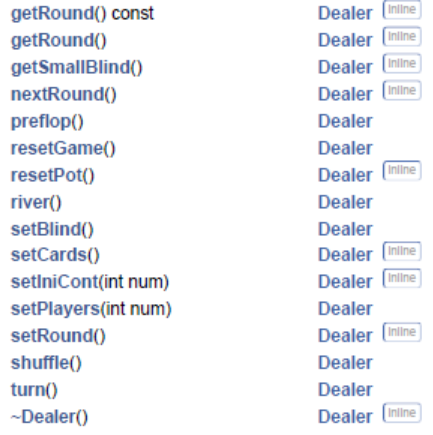 getRound() const Dealer inline
getRound() Dealer inline
getSmallBlind() Dealer inline
nextRound() Dealer inline
preflop() Dealer
resetGame() Dealer
resetPot() Dealer inline
river() Dealer
setBlind() Dealer
setCards() Dealer inline
setIniCont(int num) Dealer inline
setPlayers(int num) Dealer
setRound() Dealer inline
shuffle() Dealer
turn() Dealer
~Dealer() Dealer inline